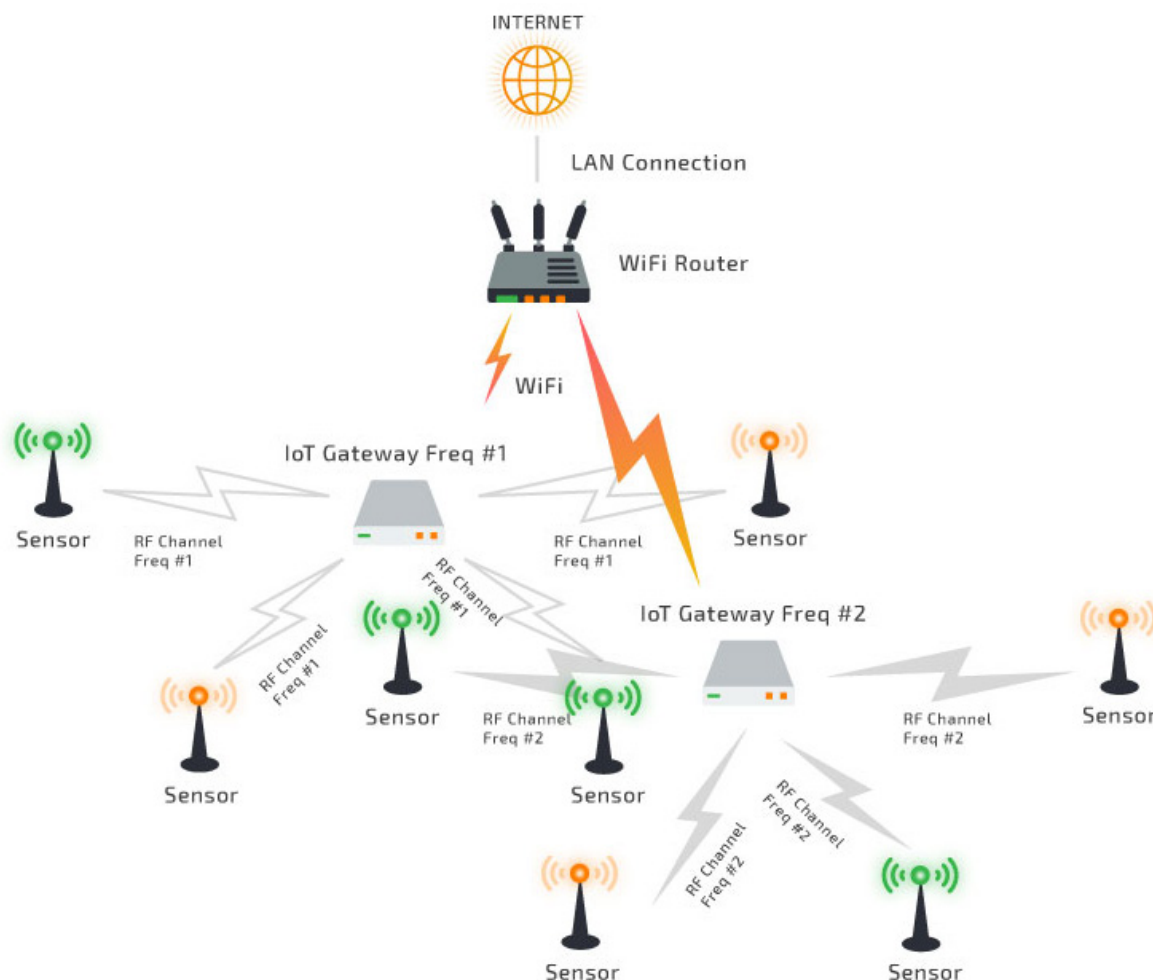 INTERNET
LAN Connection
WiFi Router
WiFi
IoT Gateway Freq #1
Sensor
RF Channel
Freq #1
RF Channel
Freq #1
RF Channel
Freq #1
Sensor
IoT Gateway Freq #2
RF Channel
Freq #1
Sensor
Sensor
RF Channel
Freq #2
Sensor
RF Channel
Freq #2
Sensor
Sensor
RF Channel
Freq #2
RF Channel
Freq #2
Sensor
Sensor